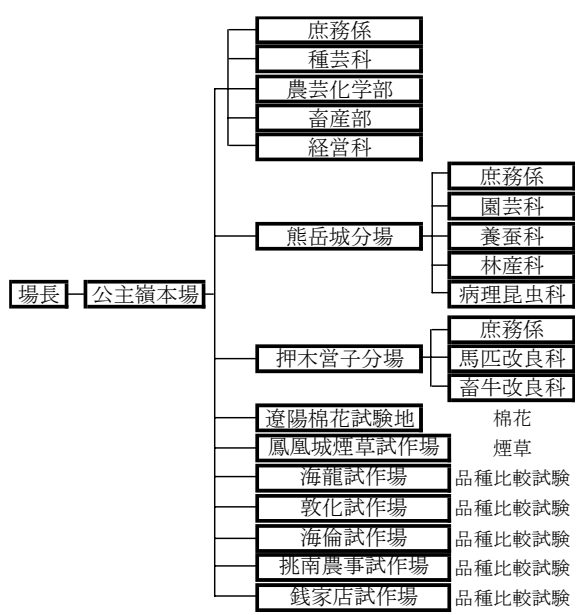 庶務係
種芸科
農芸化学部
畜産部
経営科
庶務係
園芸科
熊岳城分場
養蚕科
林産科
場長
公主嶺本場
病理昆虫科
庶務係
押木営子分場
馬匹改良科
畜牛改良科
遼陽棉花試験地 棉花
鳳凰城煙草試作場 煙草
海龍試作場 品種比較試験
敦化試作場 品種比較試験
海倫試作場 品種比較試験
挑南農事試作場 品種比較試験
銭家店試作場 品種比較試験